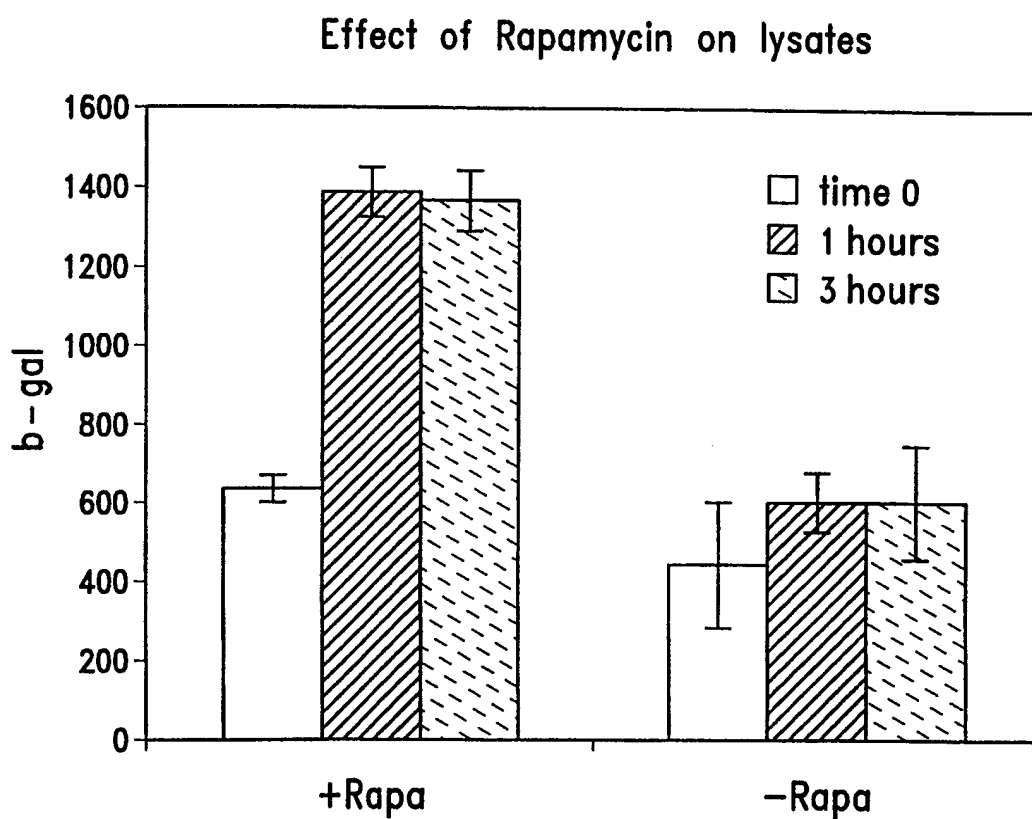 Effect of Rapamycin on lysates
1600
1400
1200
1000
800
600
400
200
0
b-gal
time 0
1 hours
3 hours
+Rapa
-Rapa